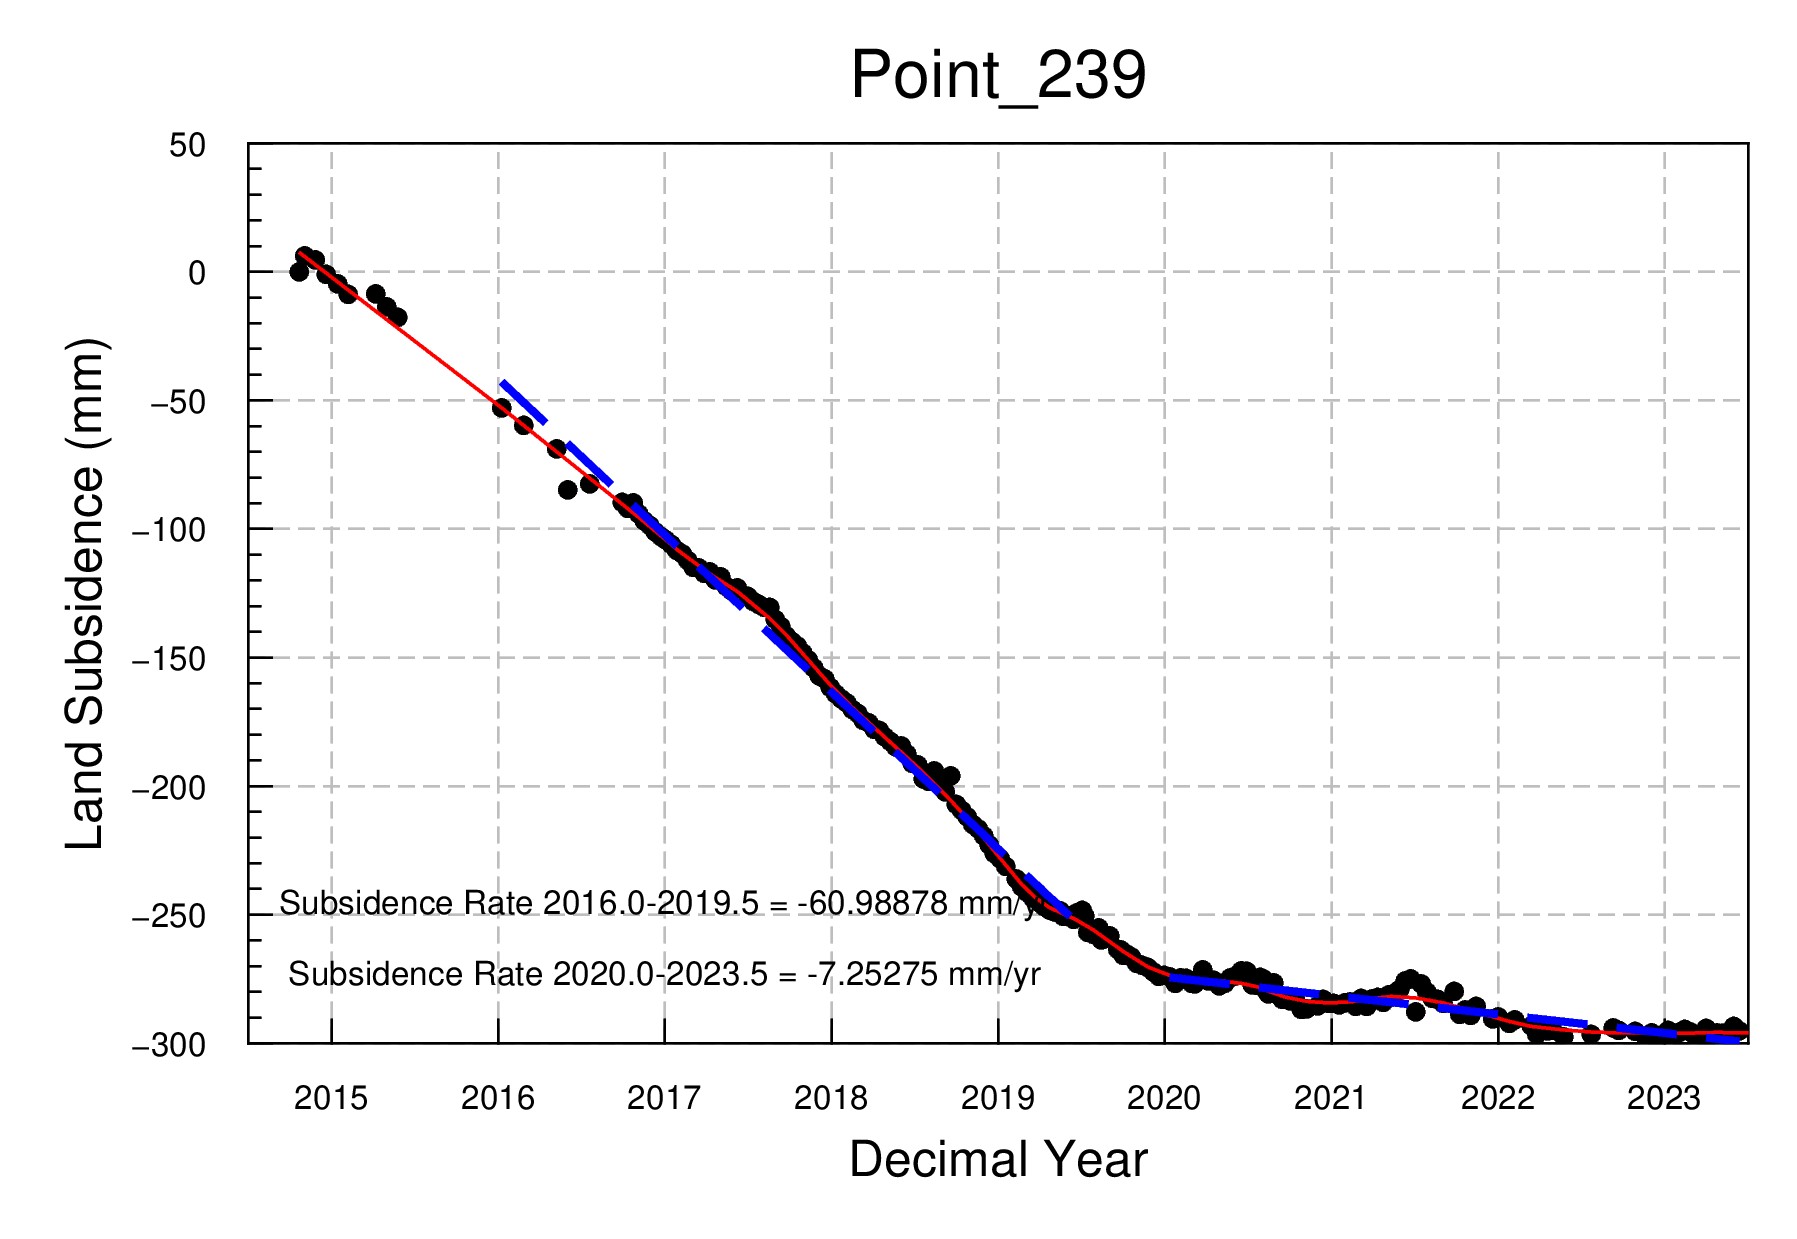 Point_239
50
0
−50
−100
−150
−200
−250
−300
Land Subsidence (mm)
Subsidence Rate 2016.0-2019.5 = -60.98878 mm/yr
Subsidence Rate 2020.0-2023.5 = -7.25275 mm/yr
2015 2016 2017 2018 2019 2020 2021 2022 2023
Decimal Year